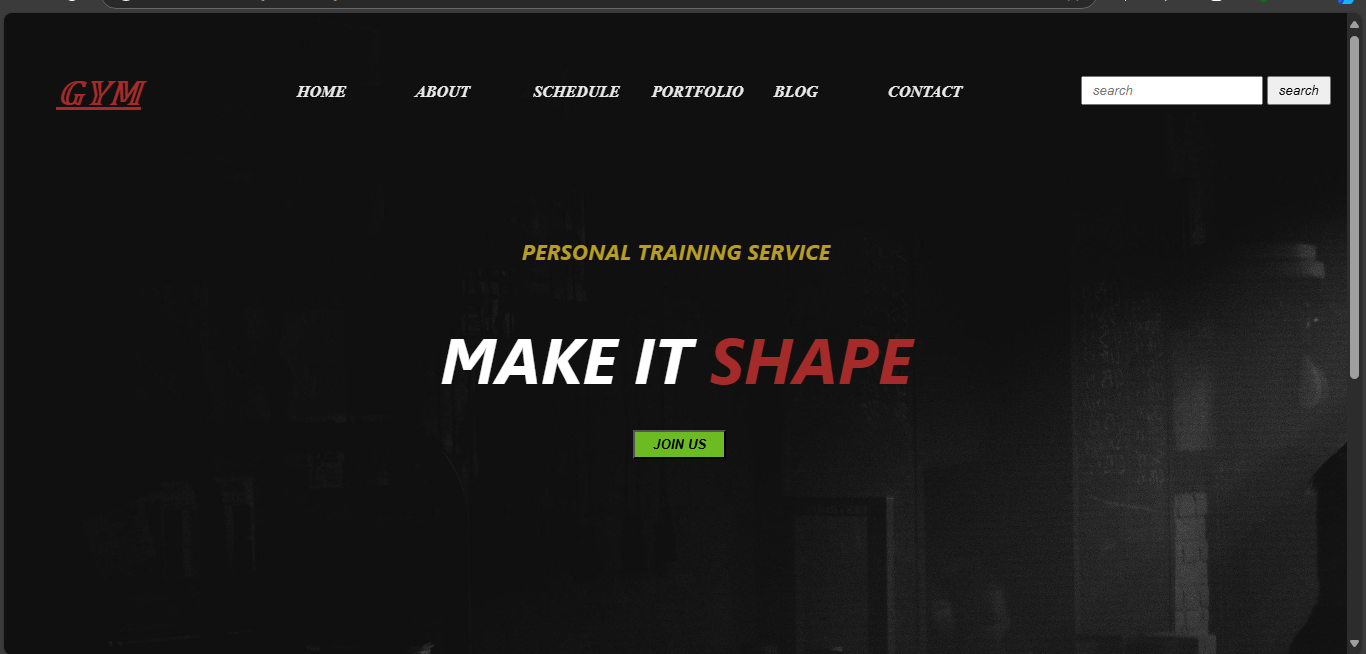 GYM
HOME ABOUT SCHEDULE PORTFOLIO BLOG CONTACT
search search
PERSONAL TRAINING SERVICE
MAKE IT SHAPE
JOIN US